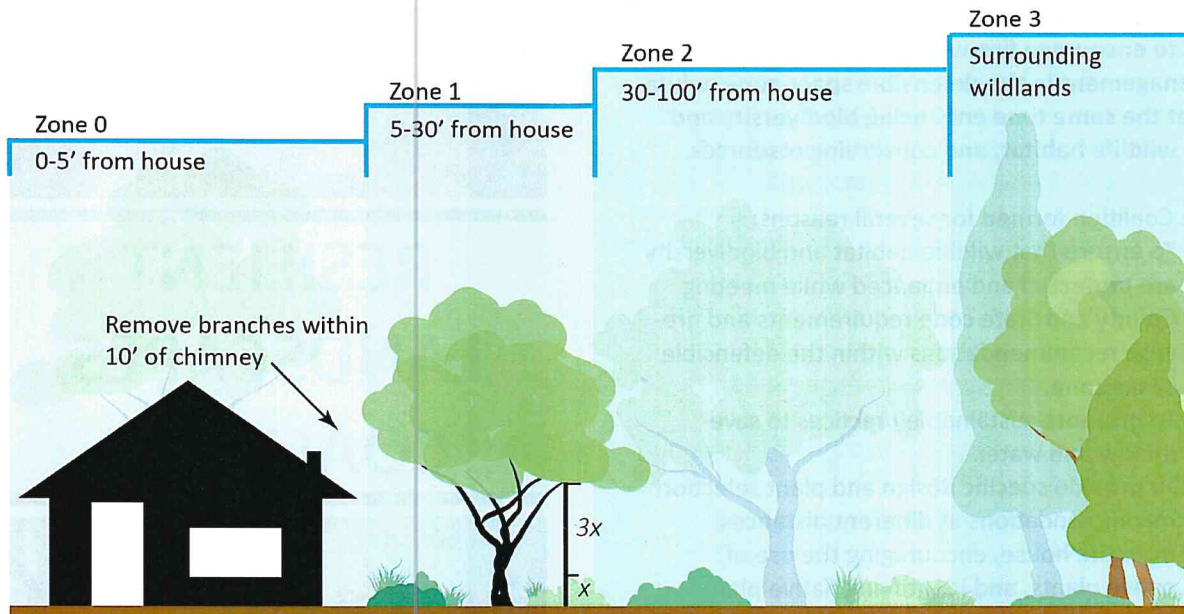 Zone 3
Surrounding
wildlands
Zone 2
30-100' from house
Zone 1
5-30' from house
Zone 0
0-5' from house
Remove branches within
10' of chimney
3x
x